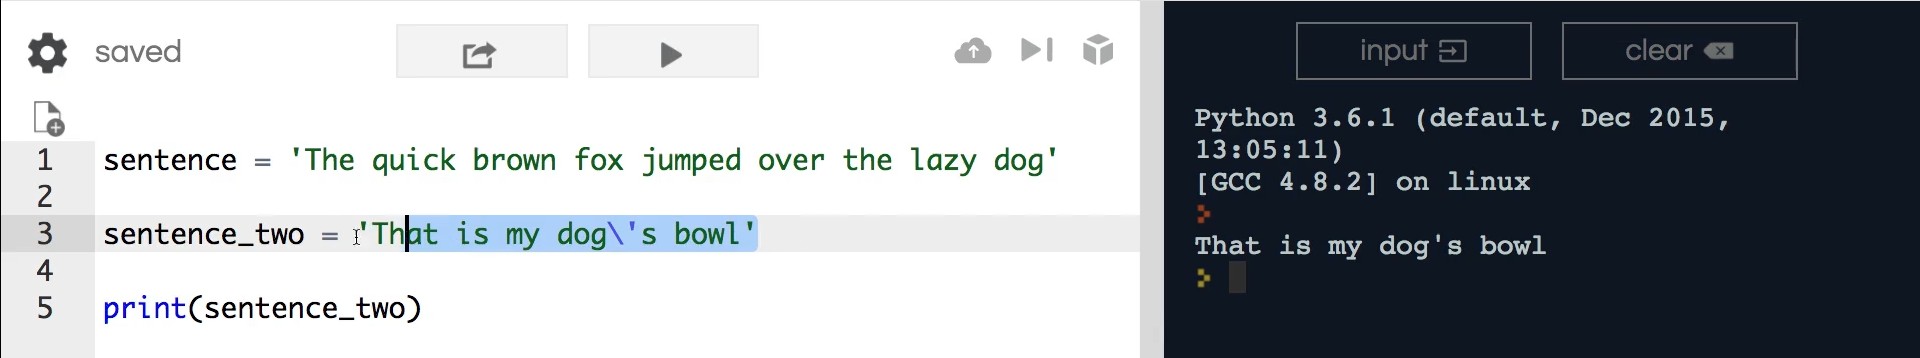 saved
input
clear
Python 3.6.1 (default, Dec 2015,
13:05:11)
[GCC 4.8.2] on linux
That is my dog's bowl
1 sentence = 'The quick brown fox jumped over the lazy dog'
2
3 sentence_two = 'That is my dog\'s bowl'
4
5 print(sentence_two)